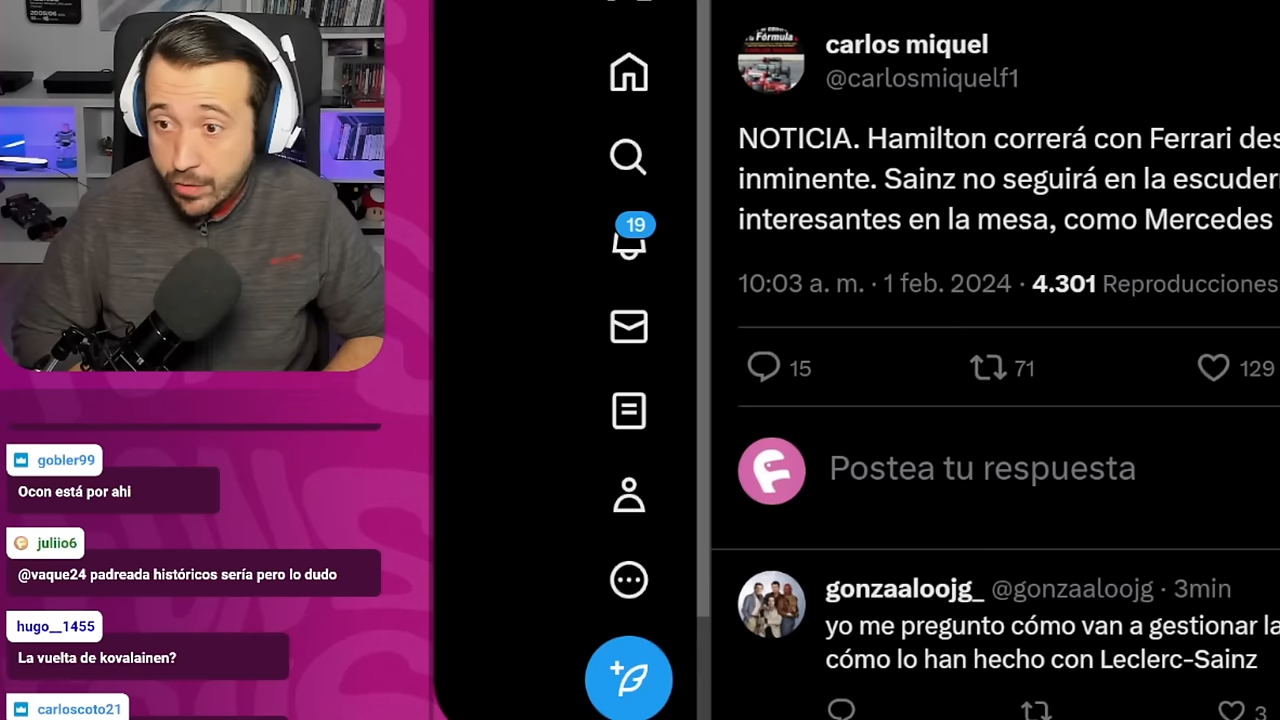 carlos miquel
@carlosmiquelf1
NOTICIA. Hamilton correrá con Ferrari des
inminente. Sainz no seguirá en la escuder
interesantes en la mesa, como Mercedes
10:03 a. m. · 1 feb. 2024 · 4.301 Reproducciones
15
71
129
19
Postea tu respuesta
gonzaaloojg_ @gonzaaloojg · 3min
yo me pregunto cómo van a gestionar la
cómo lo han hecho con Leclerc-Sainz
3
gobler99
Ocon está por ahi
juliio6
@vaque24 padreada históricos sería pero lo dudo
hugo__1455
La vuelta de kovalainen?
carloscoto21
Fórmula